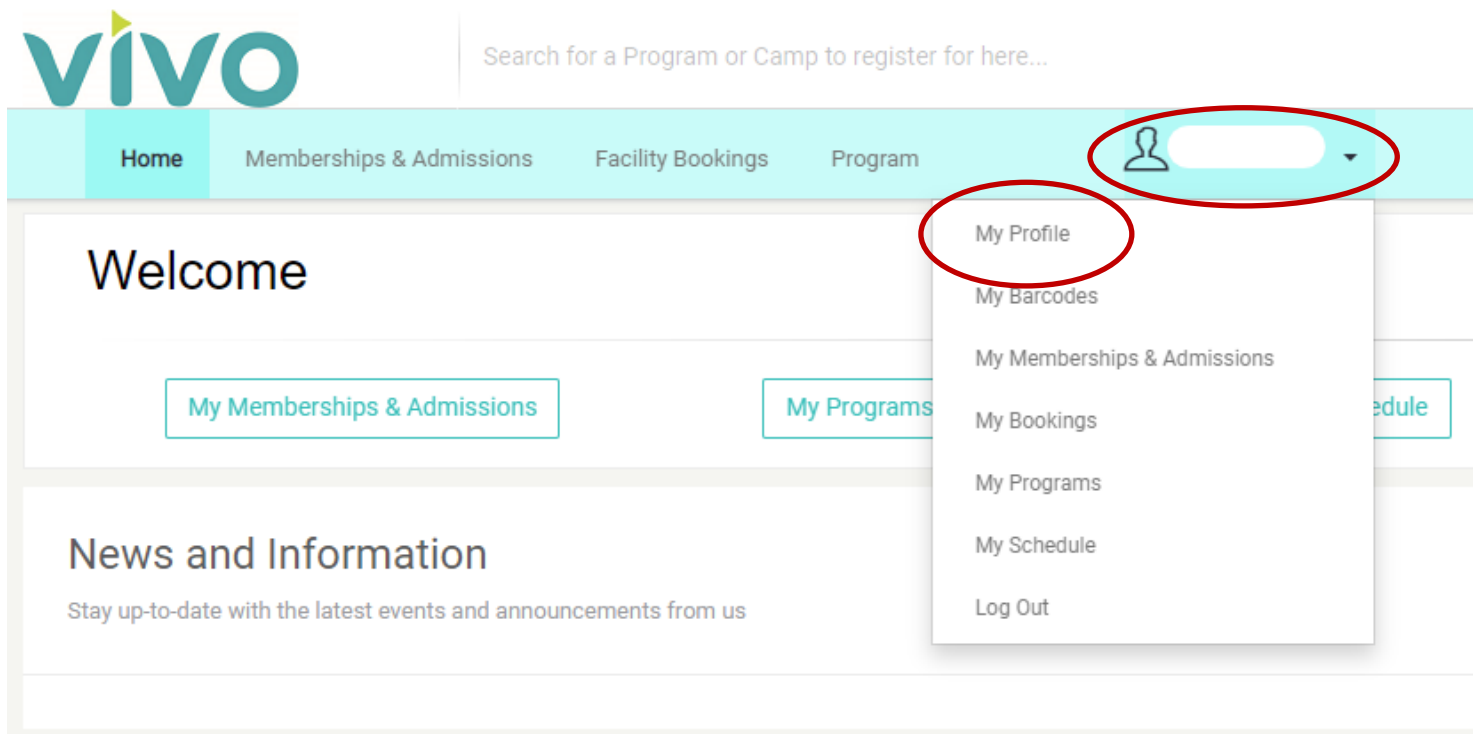 vivo
Search for a Program or Camp to register for here...
Home Memberships & Admissions Facility Bookings Program
Welcome
My Memberships & Admissions My Programs edule
News and Information
Stay up-to-date with the latest events and announcements from us
My Profile
My Barcodes
My Memberships & Admissions
My Bookings
My Programs
My Schedule
Log Out